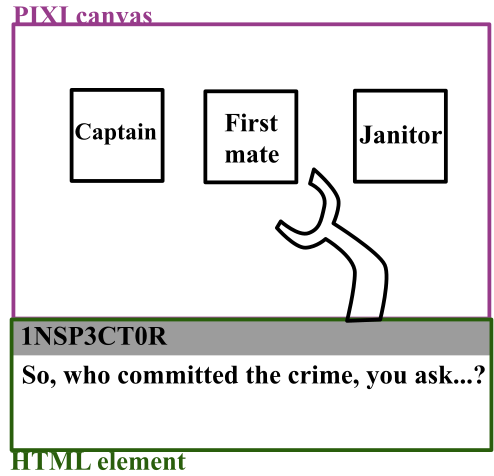 PIXI canvas
Captain
First
mate
Janitor
1NSP3CT0R
So, who committed the crime, you ask...?
HTML element